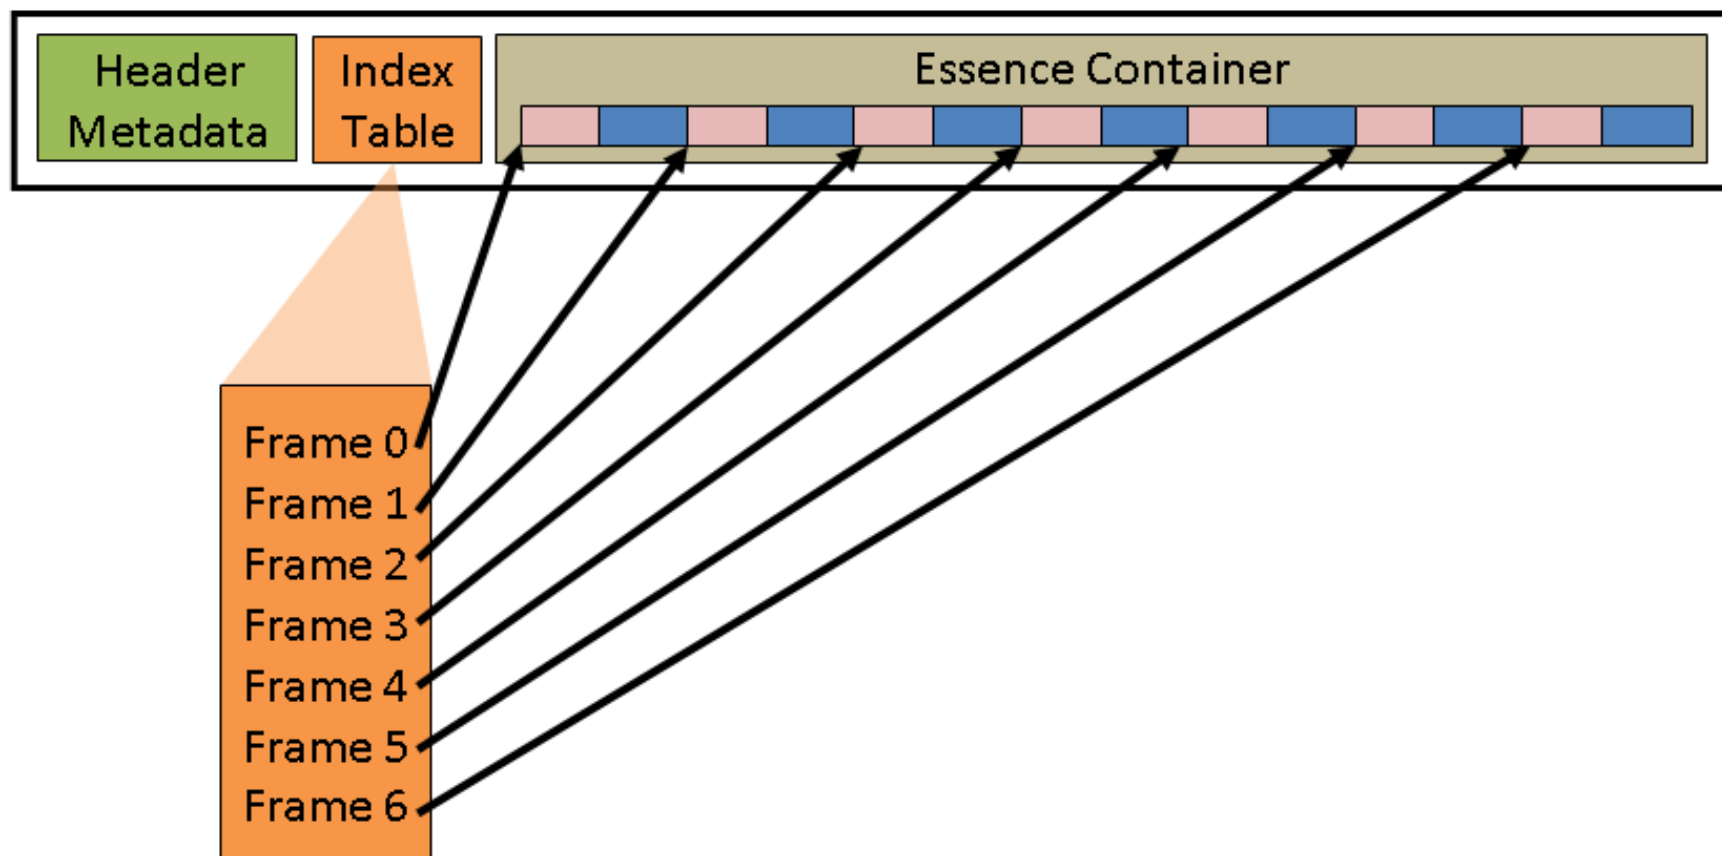 Header
Metadata
Index
Table
Essence Container
Frame 0
Frame 1
Frame 2
Frame 3
Frame 4
Frame 5
Frame 6